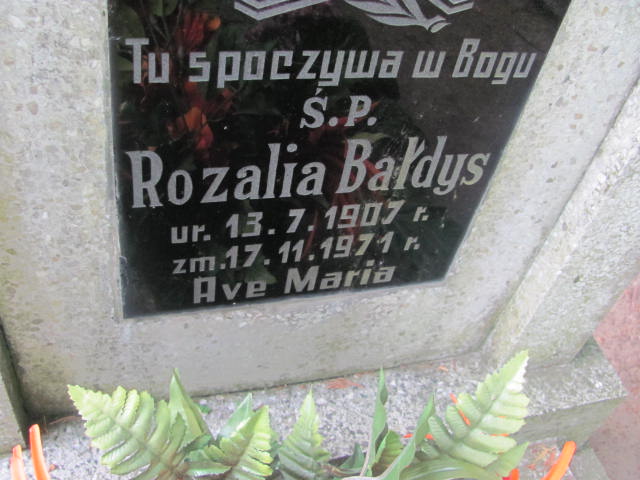 Tu spoczywa w Bogu
Ś.P.
Rozalia Bałdys
ur. 13.7.1907 r.
zm.17.11.1971 r.
Ave Maria